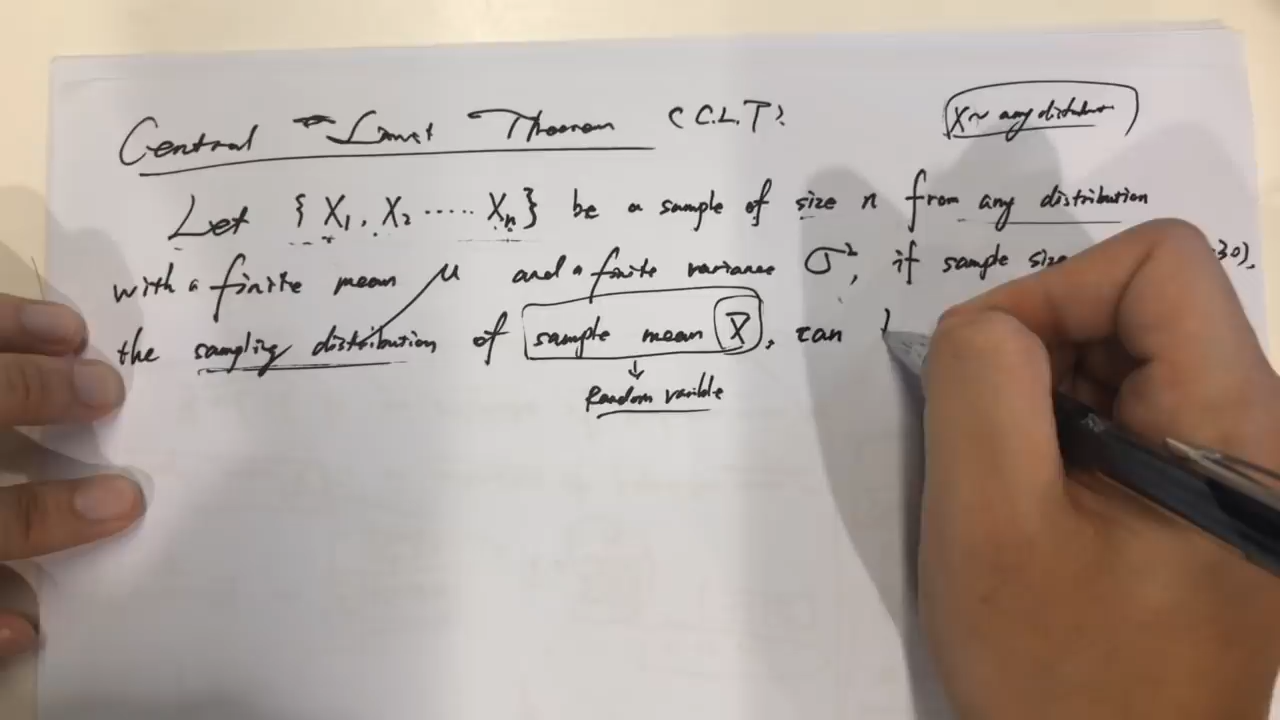 Central Limit Theorem (C.L.T).
X ~ any distribution
Let { X₁, X₂ ..... Xₙ } be a sample of size n from any distribution
with a finite mean μ and a finite variance σ², if sample size 30),
the sampling distribution of sample mean X̄, can
Random variable